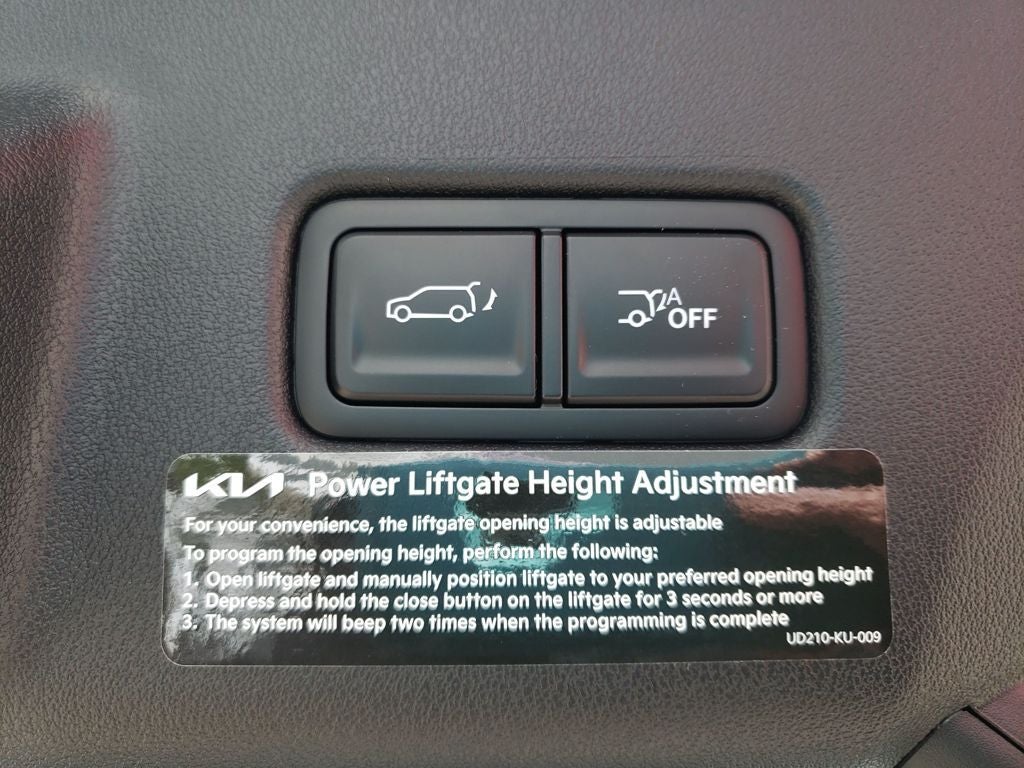 A
OFF
KIA Power Liftgate Height Adjustment
For your convenience, the liftgate opening height is adjustable
To program the opening height, perform the following:
1. Open liftgate and manually position liftgate to your preferred opening height
2. Depress and hold the close button on the liftgate for 3 seconds or more
3. The system will beep two times when the programming is complete
UD210-KU-009